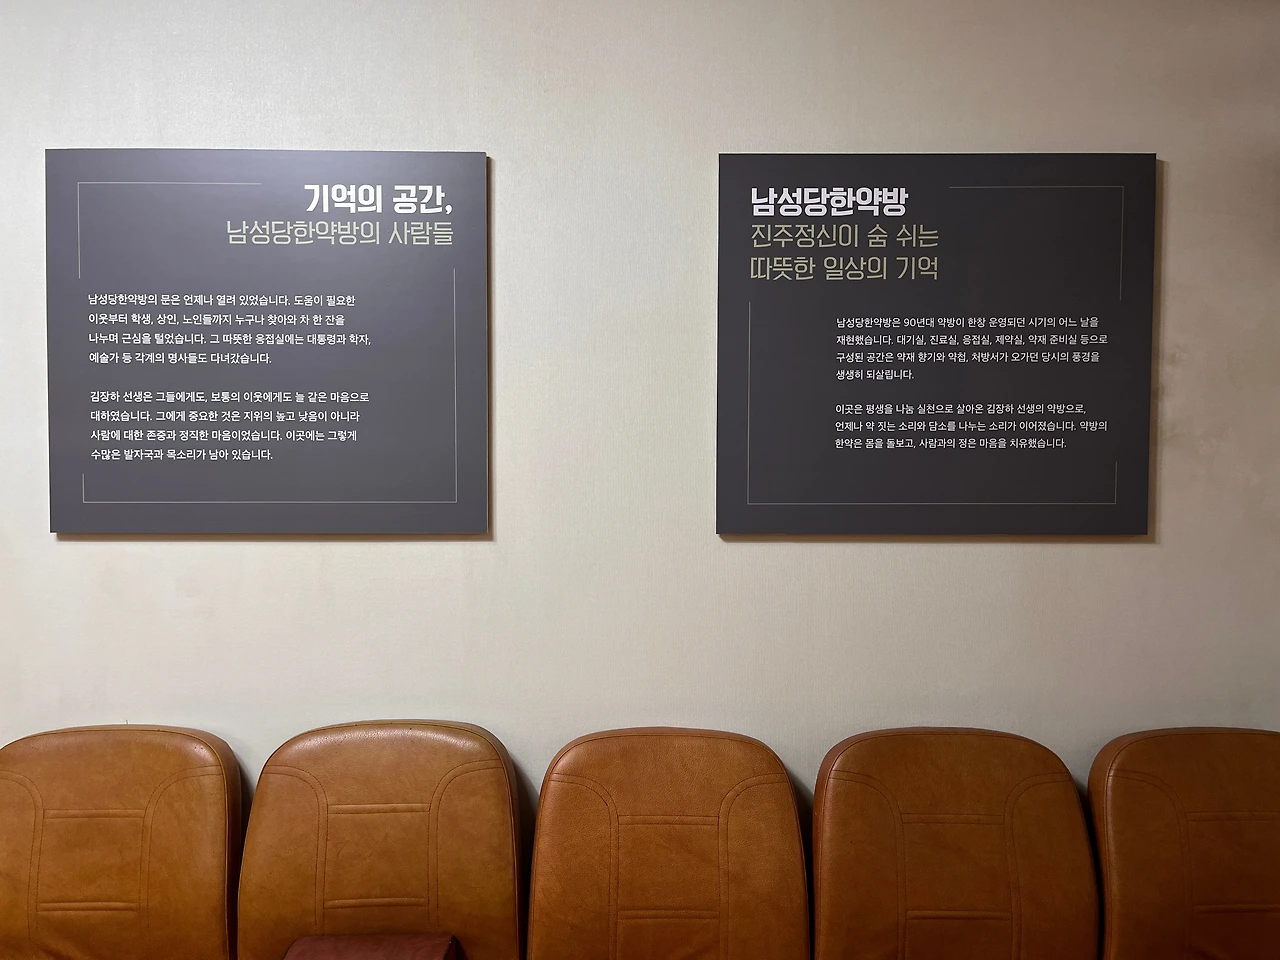 기억의 공간,
남성당한약방의 사람들
남성당한약방의 문은 언제나 열려 있었습니다. 도움이 필요한
이웃부터 학생, 상인, 노인들까지 누구나 찾아와 차 한 잔을
나누며 근심을 털었습니다. 그 따뜻한 응접실에는 대통령과 학자,
예술가 등 각계의 명사들도 다녀갔습니다.
김장하 선생은 그들에게도, 보통의 이웃에게도 늘 같은 마음으로
대하였습니다. 그에게 중요한 것은 지위의 높고 낮음이 아니라
사람에 대한 존중과 정직한 마음이었습니다. 이곳에는 그렇게
수많은 발자국과 목소리가 남아 있습니다.
남성당한약방
진주정신이 숨 쉬는
따뜻한 일상의 기억
남성당한약방은 90년대 약방이 한창 운영되던 시기의 어느 날을
재현했습니다. 대기실, 진료실, 응접실, 제약실, 약재 준비실 등으로
구성된 공간은 약재 향기와 약첩, 처방서가 오가던 당시의 풍경을
생생히 되살립니다.
이곳은 평생을 나눔 실천으로 살아온 김장하 선생의 약방으로,
언제나 약 짓는 소리와 담소를 나누는 소리가 이어졌습니다. 약방의
한약은 몸을 돌보고, 사람과의 정은 마음을 치유했습니다.